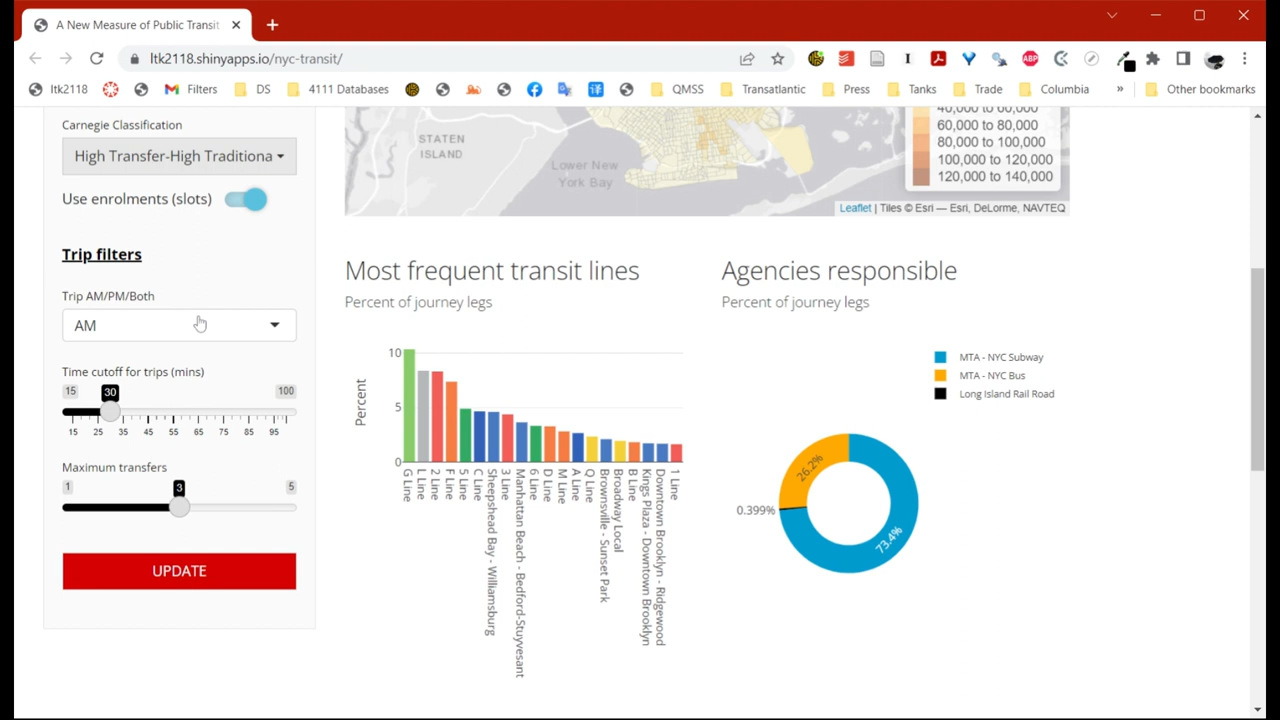 A New Measure of Public Transit
ltk2118.shinyapps.io/nyc-transit/
ABP
ltk2118
Filters
DS
4111 Databases
QMSS
Transatlantic
Press
Tanks
Trade
Columbia
»
Other bookmarks
Carnegie Classification
High Transfer-High Traditiona
Use enrolments (slots)
Trip filters
Trip AM/PM/Both
AM
Time cutoff for trips (mins)
15 30 100
15 25 35 45 55 65 75 85 95
Maximum transfers
1 3 5
UPDATE
STATEN
ISLAND
Lower New
York Bay
40,000 to 60,000
60,000 to 80,000
80,000 to 100,000
100,000 to 120,000
120,000 to 140,000
Leaflet | Tiles © Esri — Esri, DeLorme, NAVTEQ
Most frequent transit lines
Percent of journey legs
Percent
10
5
0
G Line
L Line
2 Line
F Line
5 Line
C Line
Sheepshead Bay - Williamsburg
3 Line
Manhattan Beach - Bedford-Stuyvesant
6 Line
D Line
M Line
A Line
Q Line
Brownsville - Sunset Park
Broadway Local
B Line
Kings Plaza - Downtown Brooklyn
Downtown Brooklyn - Ridgewood
1 Line
Agencies responsible
Percent of journey legs
MTA - NYC Subway
MTA - NYC Bus
Long Island Rail Road
26.2%
0.399%
73.4%